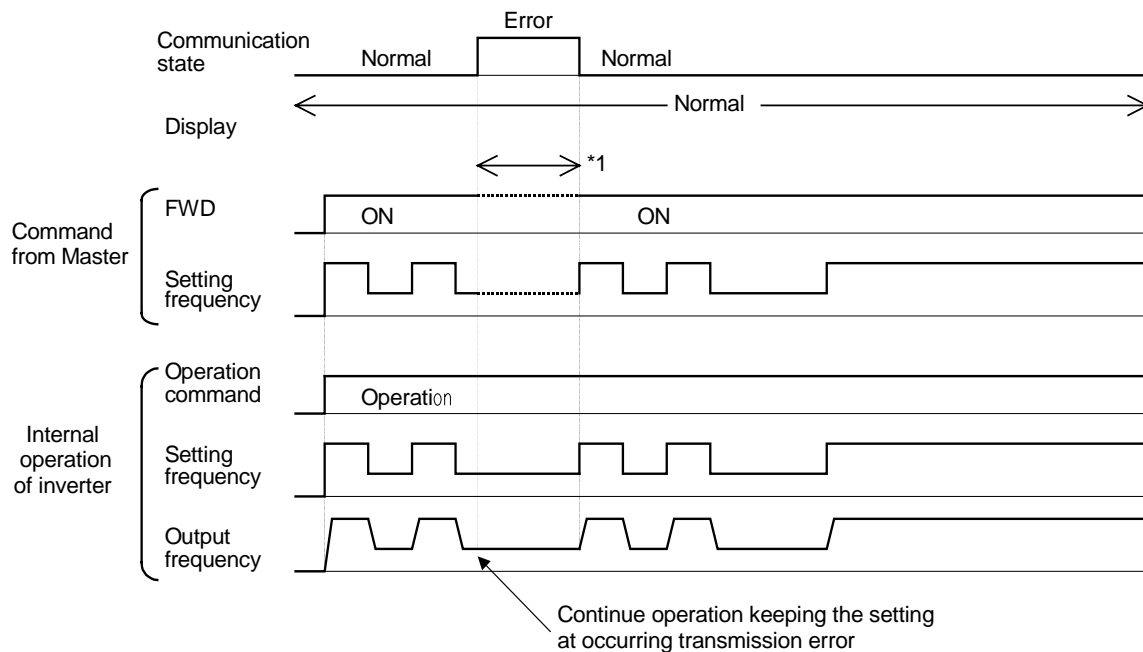 Error
Communication
state
Normal
Normal
Normal
Display
*1
Command
from Master
FWD
ON
ON
Setting
frequency
Internal
operation
of inverter
Operation
command
Operation
Setting
frequency
Output
frequency
Continue operation keeping the setting
at occurring transmission error